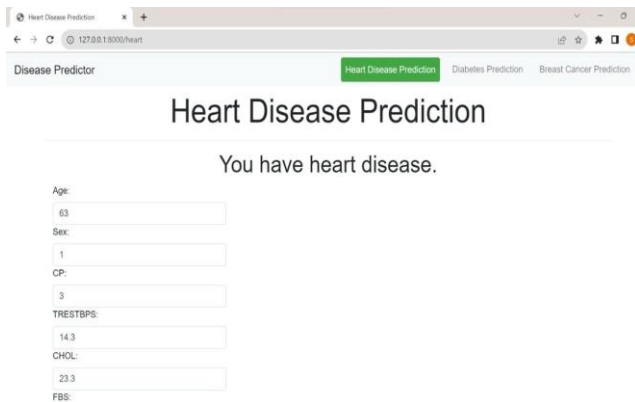 Heart Disease Prediction
127.0.0.1:8000/heart
Disease Predictor Heart Disease Prediction Diabetes Prediction Breast Cancer Prediction
Heart Disease Prediction
You have heart disease.
Age:
63
Sex:
1
CP:
3
TRESTBPS:
14.3
CHOL:
23.3
FBS: